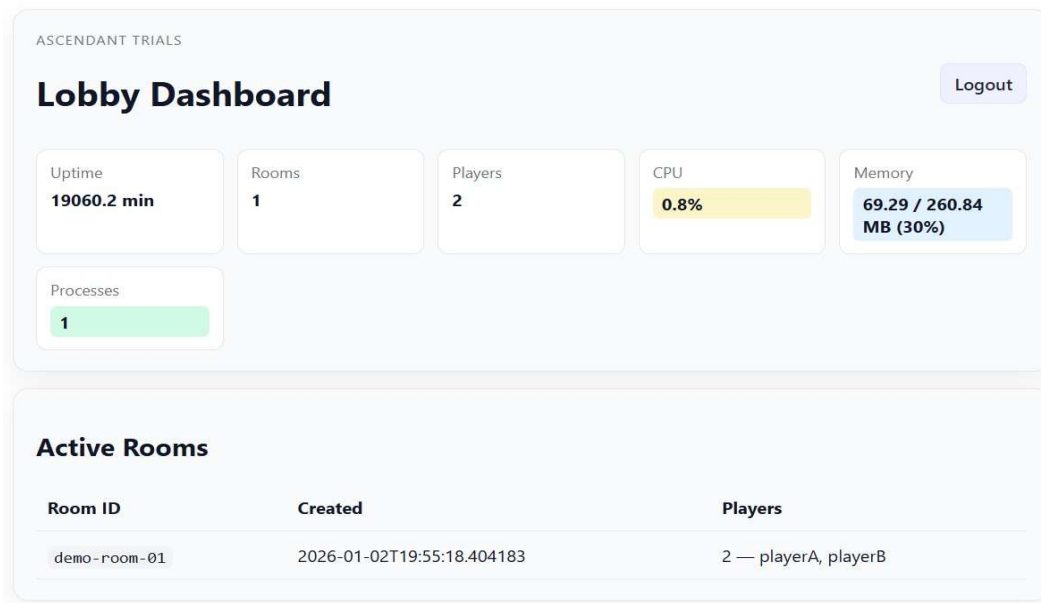 ASCENDANT TRIALS
Lobby Dashboard
Logout
Uptime
19060.2 min
Rooms
1
Players
2
CPU
0.8%
Memory
69.29 / 260.84
MB (30%)
Processes
1
Active Rooms
Room ID Created Players
demo-room-01 2026-01-02T19:55:18.404183 2 — playerA, playerB